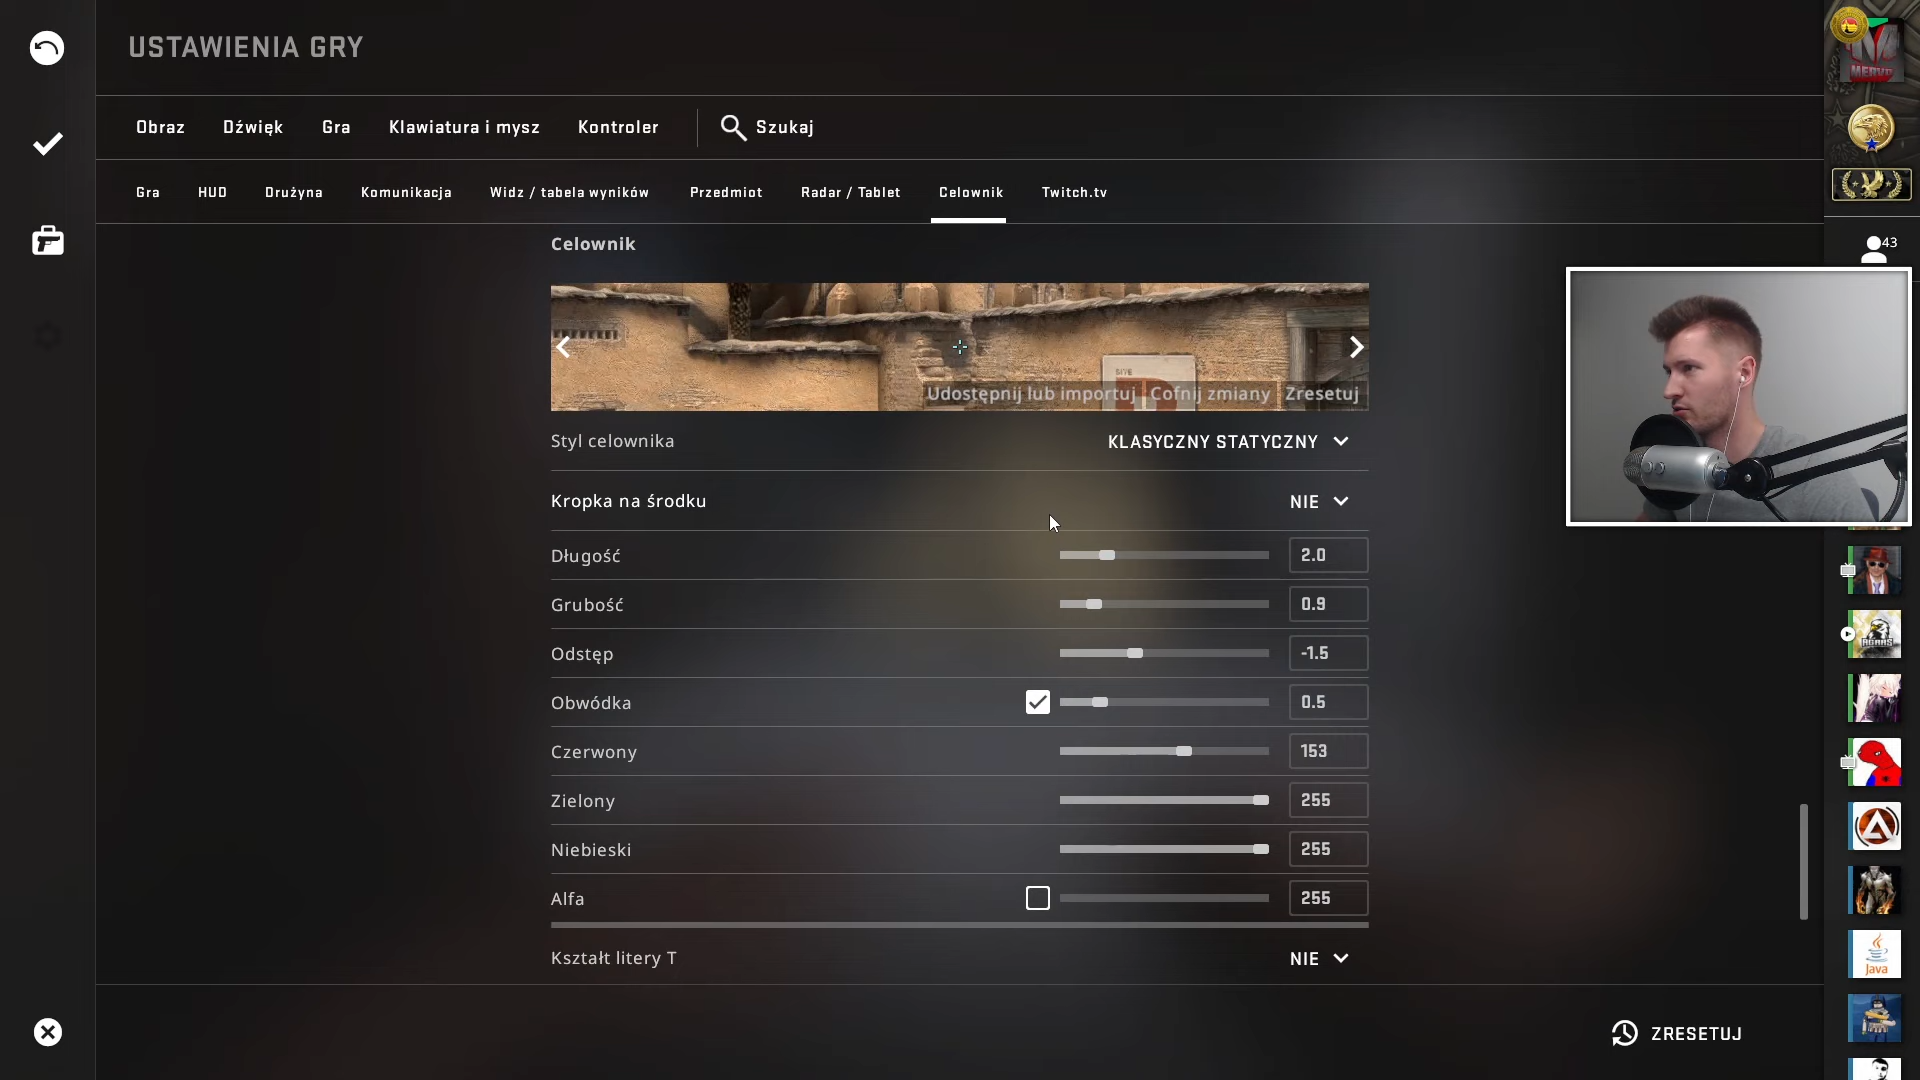 USTAWIENIA GRY
Obraz Dźwięk Gra Klawiatura i mysz Kontroler Szukaj
Gra HUD Drużyna Komunikacja Widz / tabela wyników Przedmiot Radar / Tablet Celownik Twitch.tv
43
Celownik
SITE
Udostępnij lub importuj Cofnij zmiany Zresetuj
Styl celownika KLASYCZNY STATYCZNY
Kropka na środku NIE
Długość 2.0
Grubość 0.9
Odstęp -1.5
Obwódka 0.5
Czerwony 153
Zielony 255
Niebieski 255
Alfa 255
Kształt litery T NIE
Java
ZRESETUJ